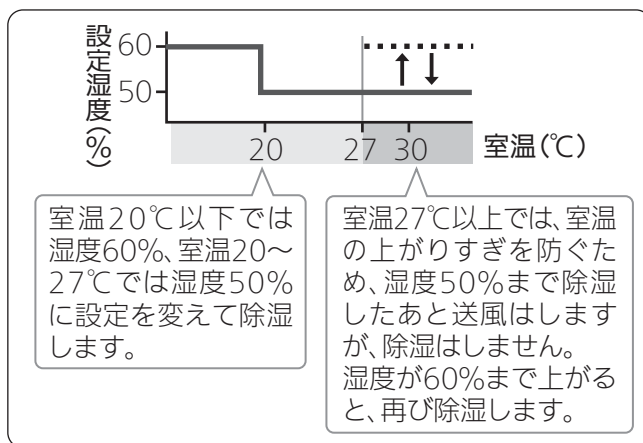 設定湿度(%)
60
50
20 27 30 室温(℃)
室温20℃以下では
湿度60%、室温20～
27℃では湿度50%
に設定を変えて除湿
します。
室温27℃以上では、室温
の上がりすぎを防ぐた
め、湿度50%まで除湿
したあと送風はします
が、除湿はしません。
湿度が60%まで上がる
と、再び除湿します。